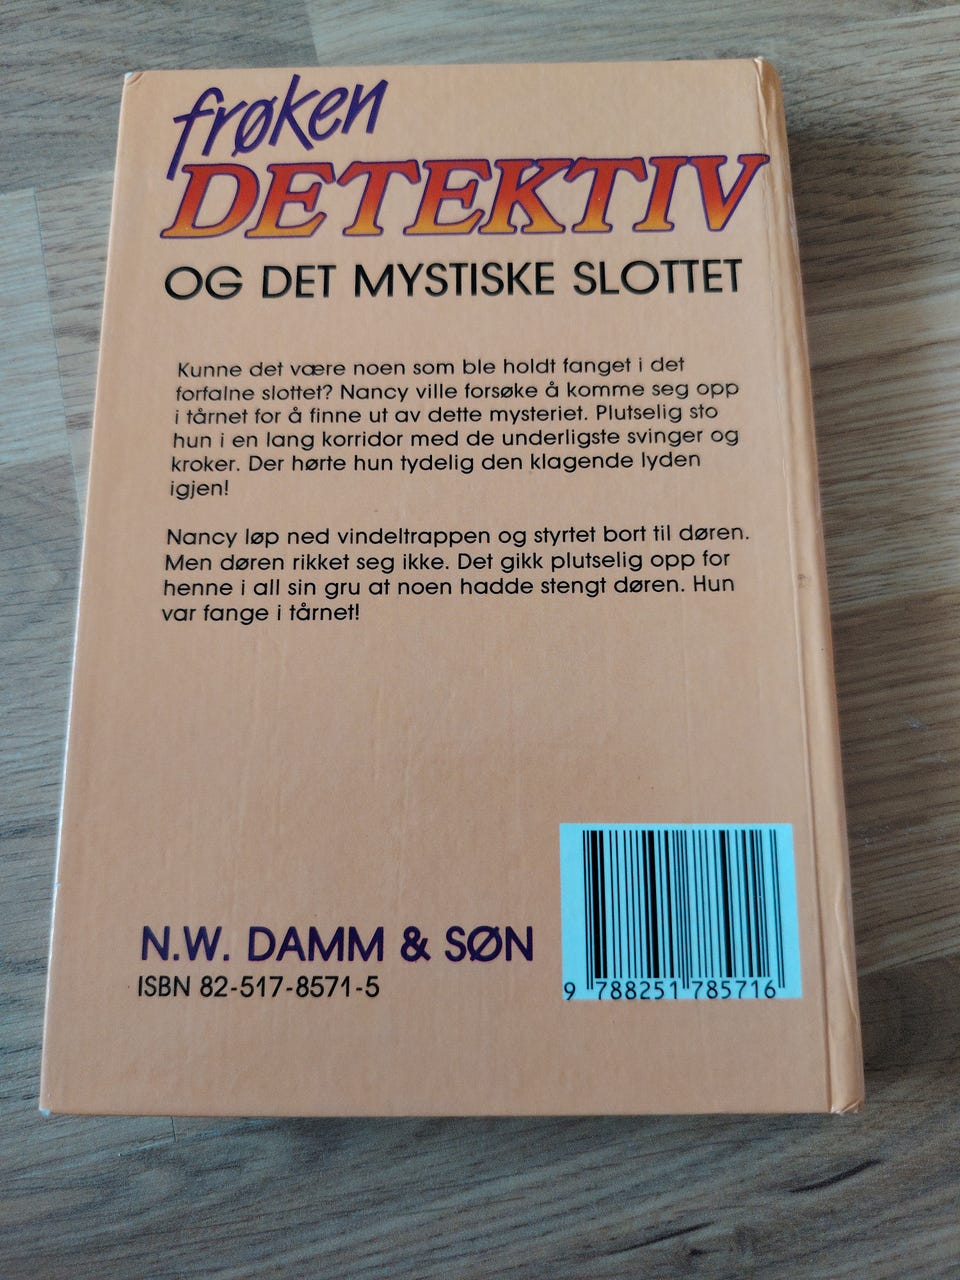 frøken
DETEKTIV
OG DET MYSTISKE SLOTTET
Kunne det være noen som ble holdt fanget i det
forfalne slottet? Nancy ville forsøke å komme seg opp
i tårnet for å finne ut av dette mysteriet. Plutselig sto
hun i en lang korridor med de underligste svinger og
kroker. Der hørte hun tydelig den klagende lyden
igjen!
Nancy løp ned vindeltrappen og styrtet bort til døren.
Men døren rikket seg ikke. Det gikk plutselig opp for
henne i all sin gru at noen hadde stengt døren. Hun
var fange i tårnet!
N.W. DAMM & SØN
ISBN 82-517-8571-5
9 788251 785716